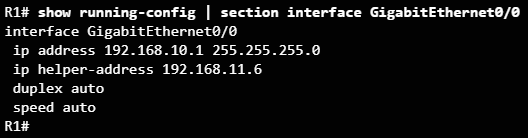 R1# show running-config | section interface GigabitEthernet0/0
interface GigabitEthernet0/0
ip address 192.168.10.1 255.255.255.0
ip helper-address 192.168.11.6
duplex auto
speed auto
R1#